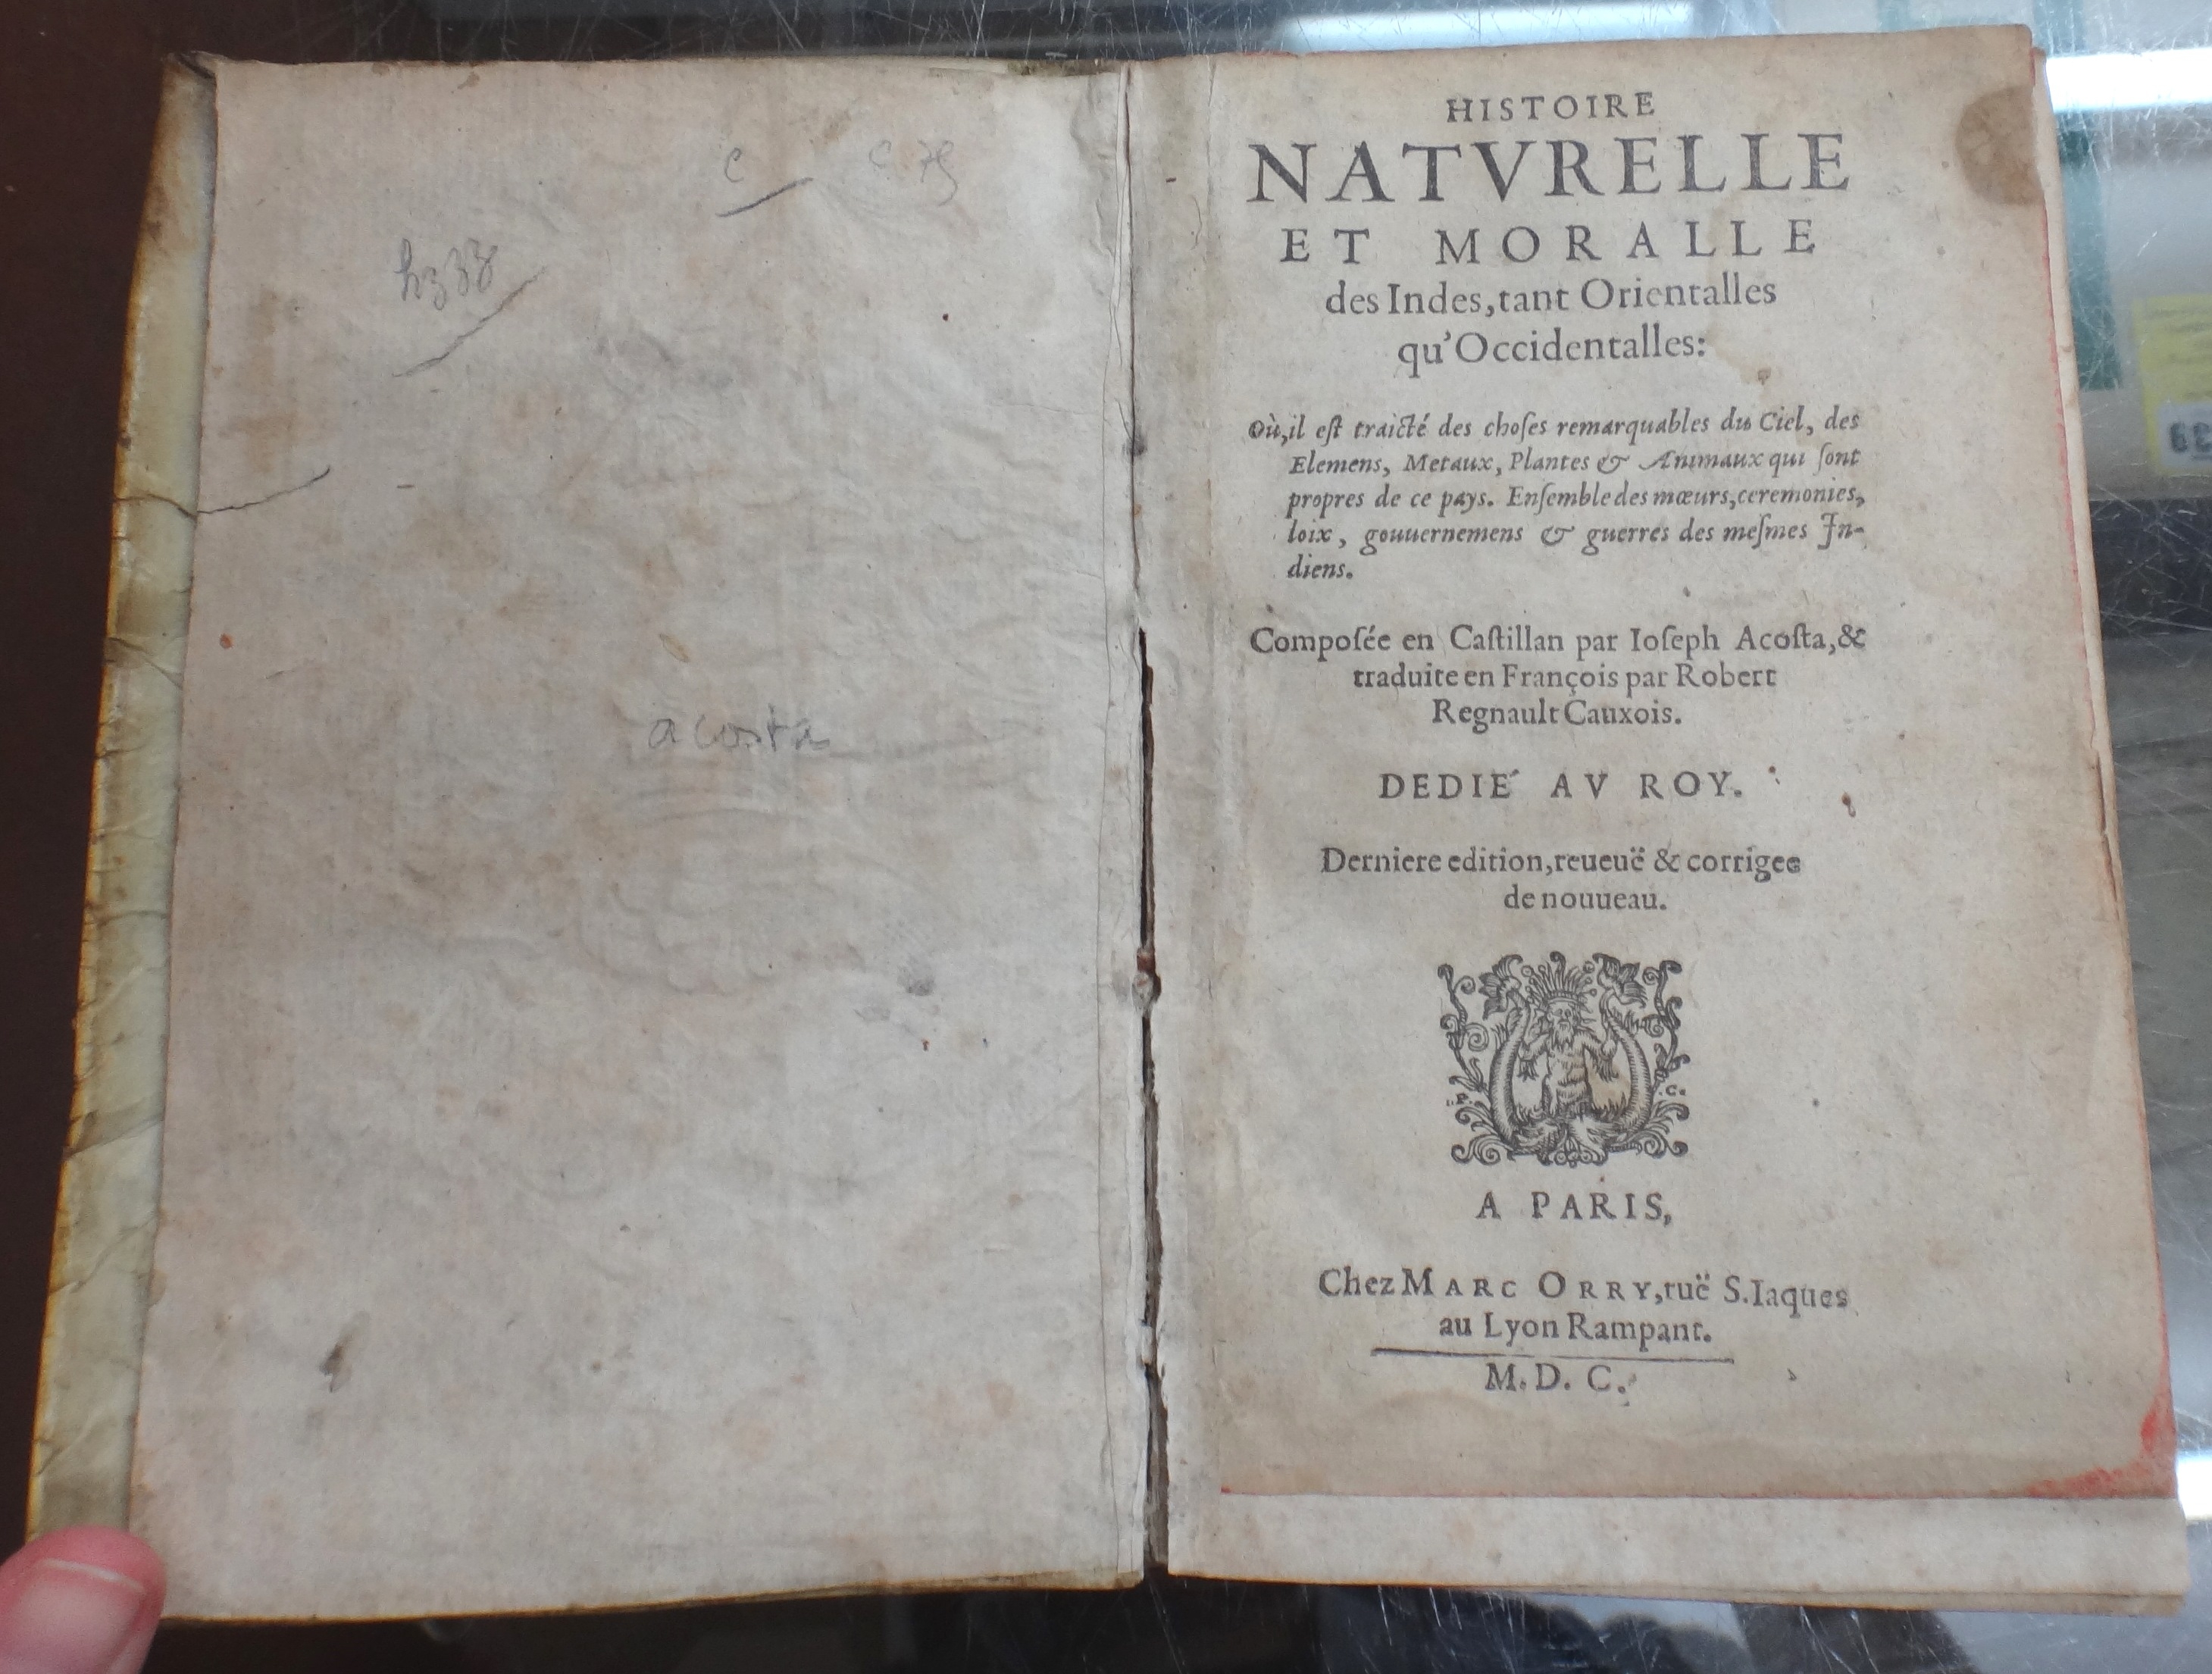 acosta
HISTOIRE
NATVRELLE
ET MORALLE
des Indes, tant Orientalles
qu'Occidentalles:
Où, il eſt traicté des choſes remarquables du Ciel, des
Elemens, Metaux, Plantes & Animaux qui ſont
propres de ce pays. Enſemble des mœurs, ceremonies,
loix, gouuernemens & guerres des meſmes In-
diens.
Compoſée en Caſtillan par Ioſeph Acoſta, &
traduite en François par Robert
Regnault Cauxois.
DEDIE´ AV ROY.
Derniere edition, reueuë & corrigee
de nouueau.
A PARIS,
Chez MARC ORRY, ruë S. Iaques
au Lyon Rampant.
M. D. C.